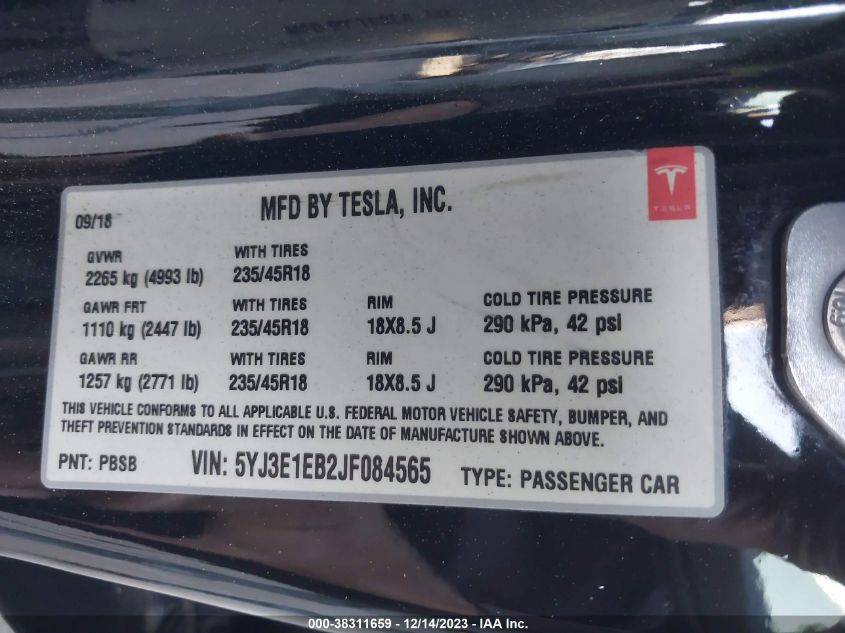 MFD BY TESLA, INC.
TESLA
09/18
GVWR WITH TIRES
2265 kg (4993 lb) 235/45R18
GAWR FRT WITH TIRES RIM COLD TIRE PRESSURE
1110 kg (2447 lb) 235/45R18 18X8.5 J 290 kPa, 42 psi
GAWR RR WITH TIRES RIM COLD TIRE PRESSURE
1257 kg (2771 lb) 235/45R18 18X8.5 J 290 kPa, 42 psi
THIS VEHICLE CONFORMS TO ALL APPLICABLE U.S. FEDERAL MOTOR VEHICLE SAFETY, BUMPER, AND
THEFT PREVENTION STANDARDS IN EFFECT ON THE DATE OF MANUFACTURE SHOWN ABOVE.
PNT: PBSB VIN: 5YJ3E1EB2JF084565 TYPE: PASSENGER CAR
000-38311659 - 12/14/2023 - IAA Inc.